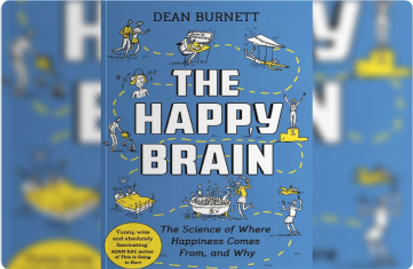 DEAN BURNETT
THE
HAPPY
BRAIN
The Science of Where
Happiness Comes
From, and Why
'Funny, wise
and absolutely
fascinating'
ADAM KAY, author
of This is Going
to Hurt